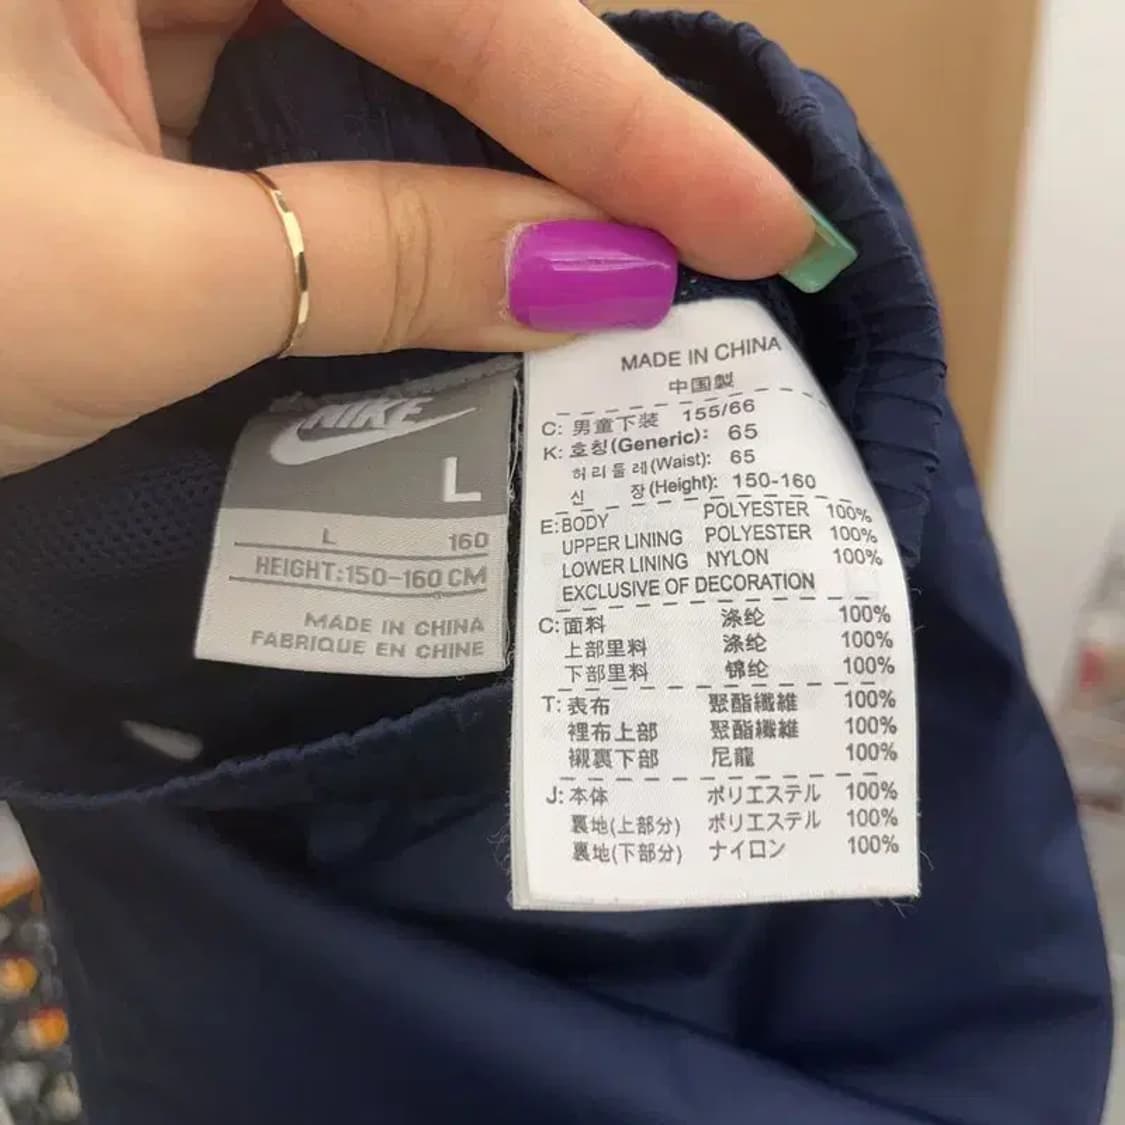 NIKE
L
L 160
HEIGHT:150-160 CM
MADE IN CHINA
FABRIQUE EN CHINE
MADE IN CHINA
中国製
C: 男童下装 155/66
K: 호칭(Generic): 65
허리둘레(Waist): 65
신 장(Height): 150-160
E:BODY POLYESTER 100%
UPPER LINING POLYESTER 100%
LOWER LINING NYLON 100%
EXCLUSIVE OF DECORATION
C:面料 涤纶 100%
上部里料 涤纶 100%
下部里料 锦纶 100%
T:表布 聚酯纖維 100%
裡布上部 聚酯纖維 100%
襯裏下部 尼龍 100%
J:本体 ポリエステル 100%
裏地(上部分) ポリエステル 100%
裏地(下部分) ナイロン 100%